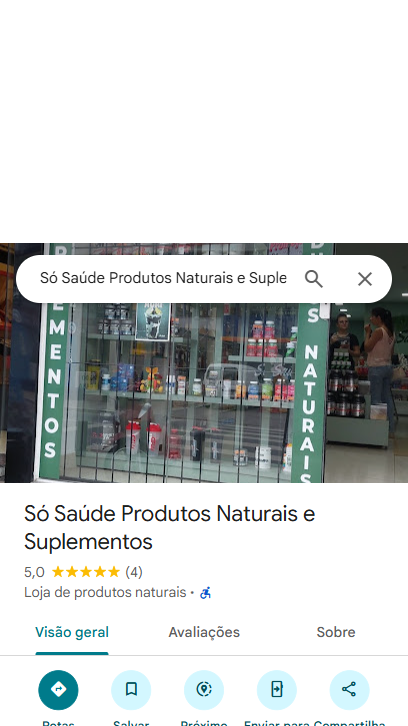 Só Saúde Produtos Naturais e Suple
EMENTOS
S NATURAIS
Só Saúde Produtos Naturais e
Suplementos
5,0 (4)
Loja de produtos naturais ·
Visão geral
Avaliações
Sobre
Rotas
Salvar
Próximo
Enviar para
Compartilha